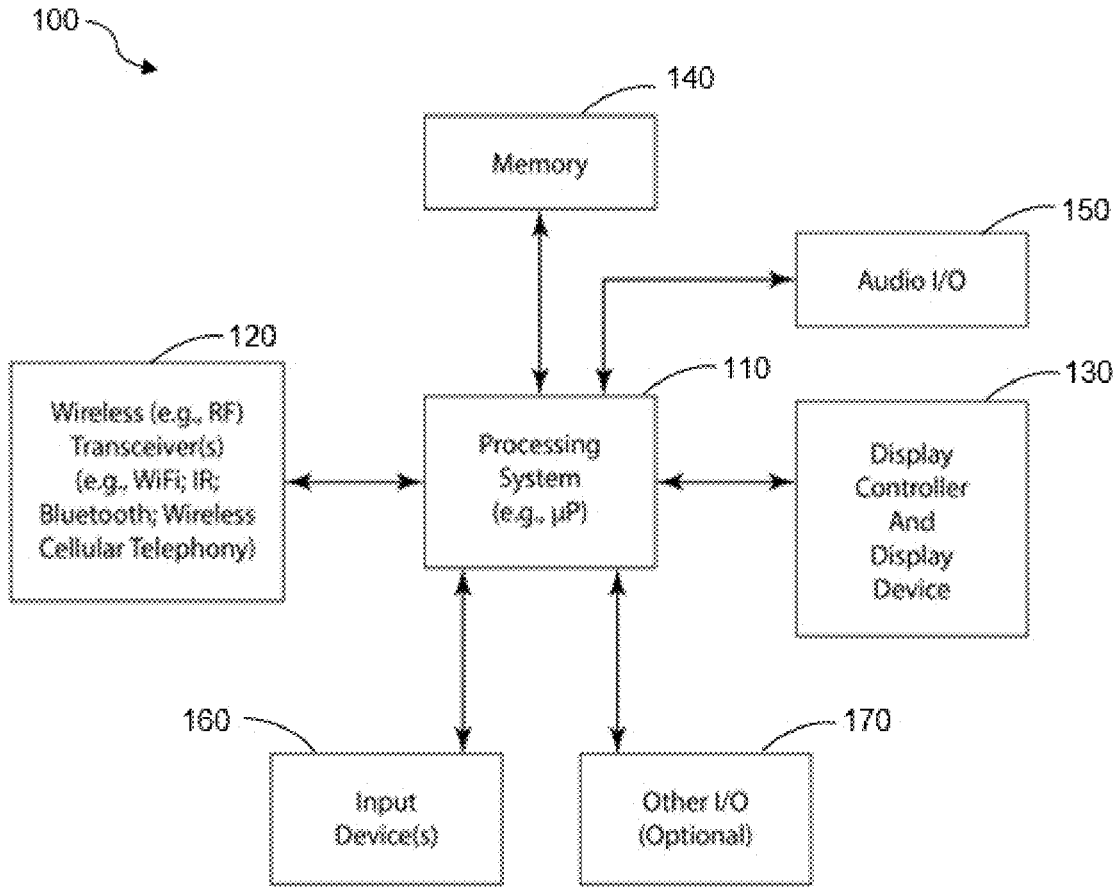 100
140
Memory
150
Audio I/O
120
Wireless (e.g., RF)
Transceiver(s)
(e.g., WiFi; IR;
Bluetooth; Wireless
Cellular Telephony)
110
Processing
System
(e.g., µP)
130
Display
Controller
And
Display
Device
160
Input
Device(s)
170
Other I/O
(Optional)